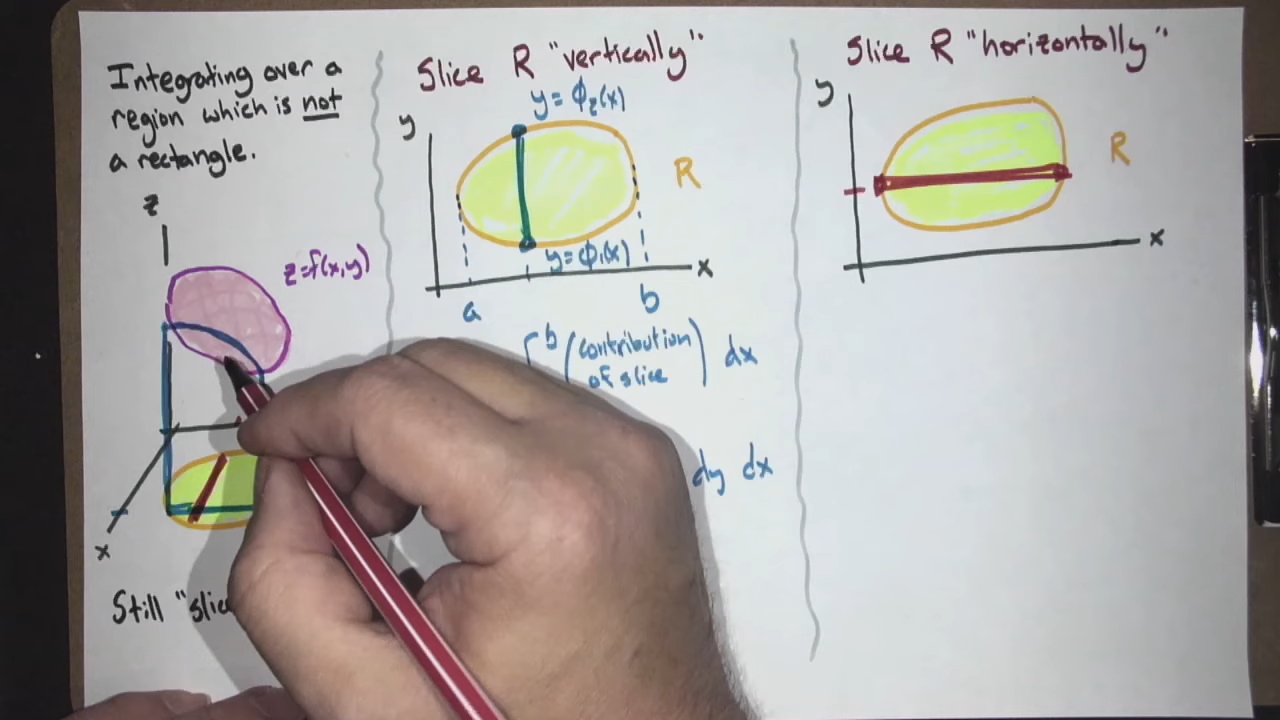 Integrating over a
region which is not
a rectangle.
z
z=f(x,y)
x
Still
Slice R "vertically"
y=ϕ₂(x)
y
R
y=ϕ₁(x)
x
a
b
∫ᵇ (contribution of slice) dx
dy dx
Slice R "horizontally"
y
R
x